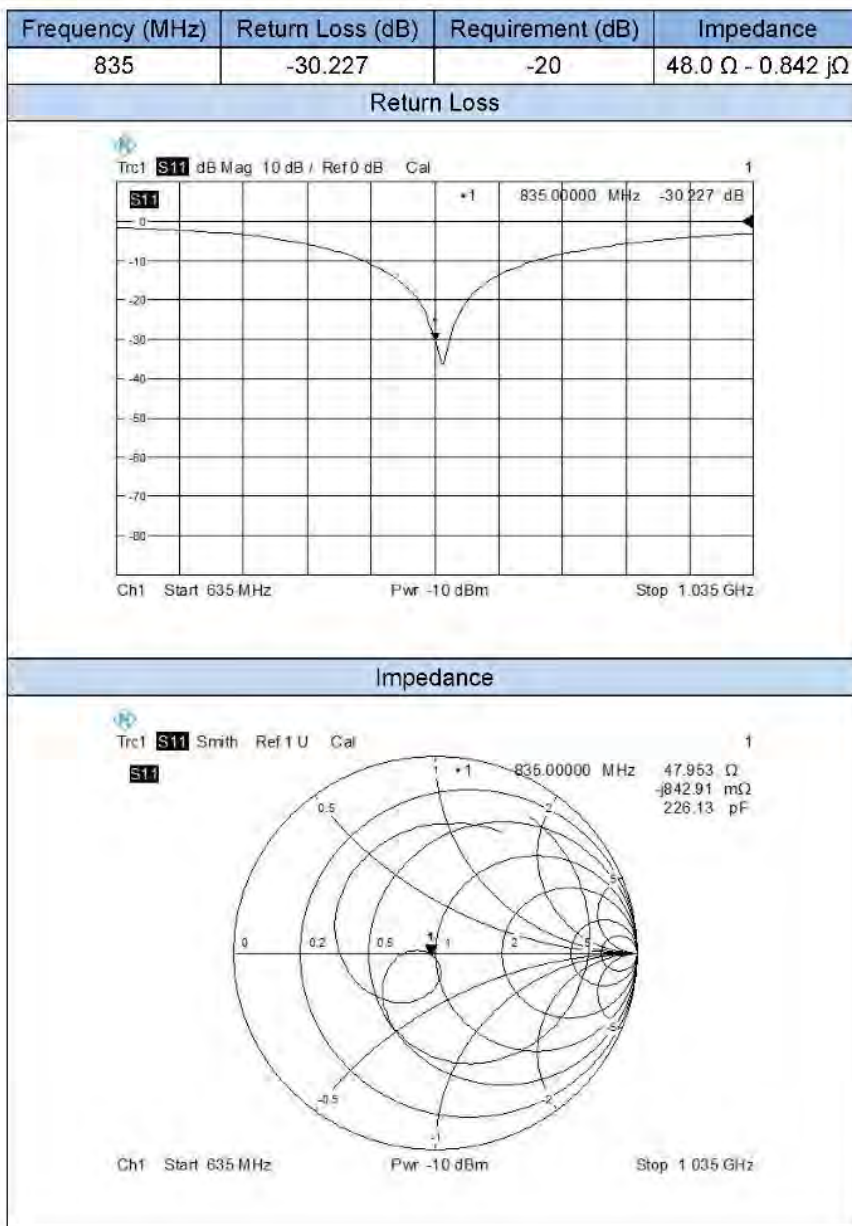 Frequency (MHz) Return Loss (dB) Requirement (dB) Impedance
835 -30.227 -20 48.0 Ω - 0.842 jΩ
Return Loss
Trc1 S11 dB Mag 10 dB / Ref 0 dB Cal 1
S11 •1 835.00000 MHz -30.227 dB
0
-10
-20
1
-30
-40
-50
-60
-70
-80
Ch1 Start 635 MHz Pwr -10 dBm Stop 1.035 GHz
Impedance
Trc1 S11 Smith Ref 1 U Cal 1
S11 1 •1 835.00000 MHz 47.953 Ω
-j842.91 mΩ
226.13 pF
0.5 2
5
0 0.2 0.5 1 1 2 5
-5
-0.5 -2
-1
Ch1 Start 635 MHz Pwr -10 dBm Stop 1.035 GHz